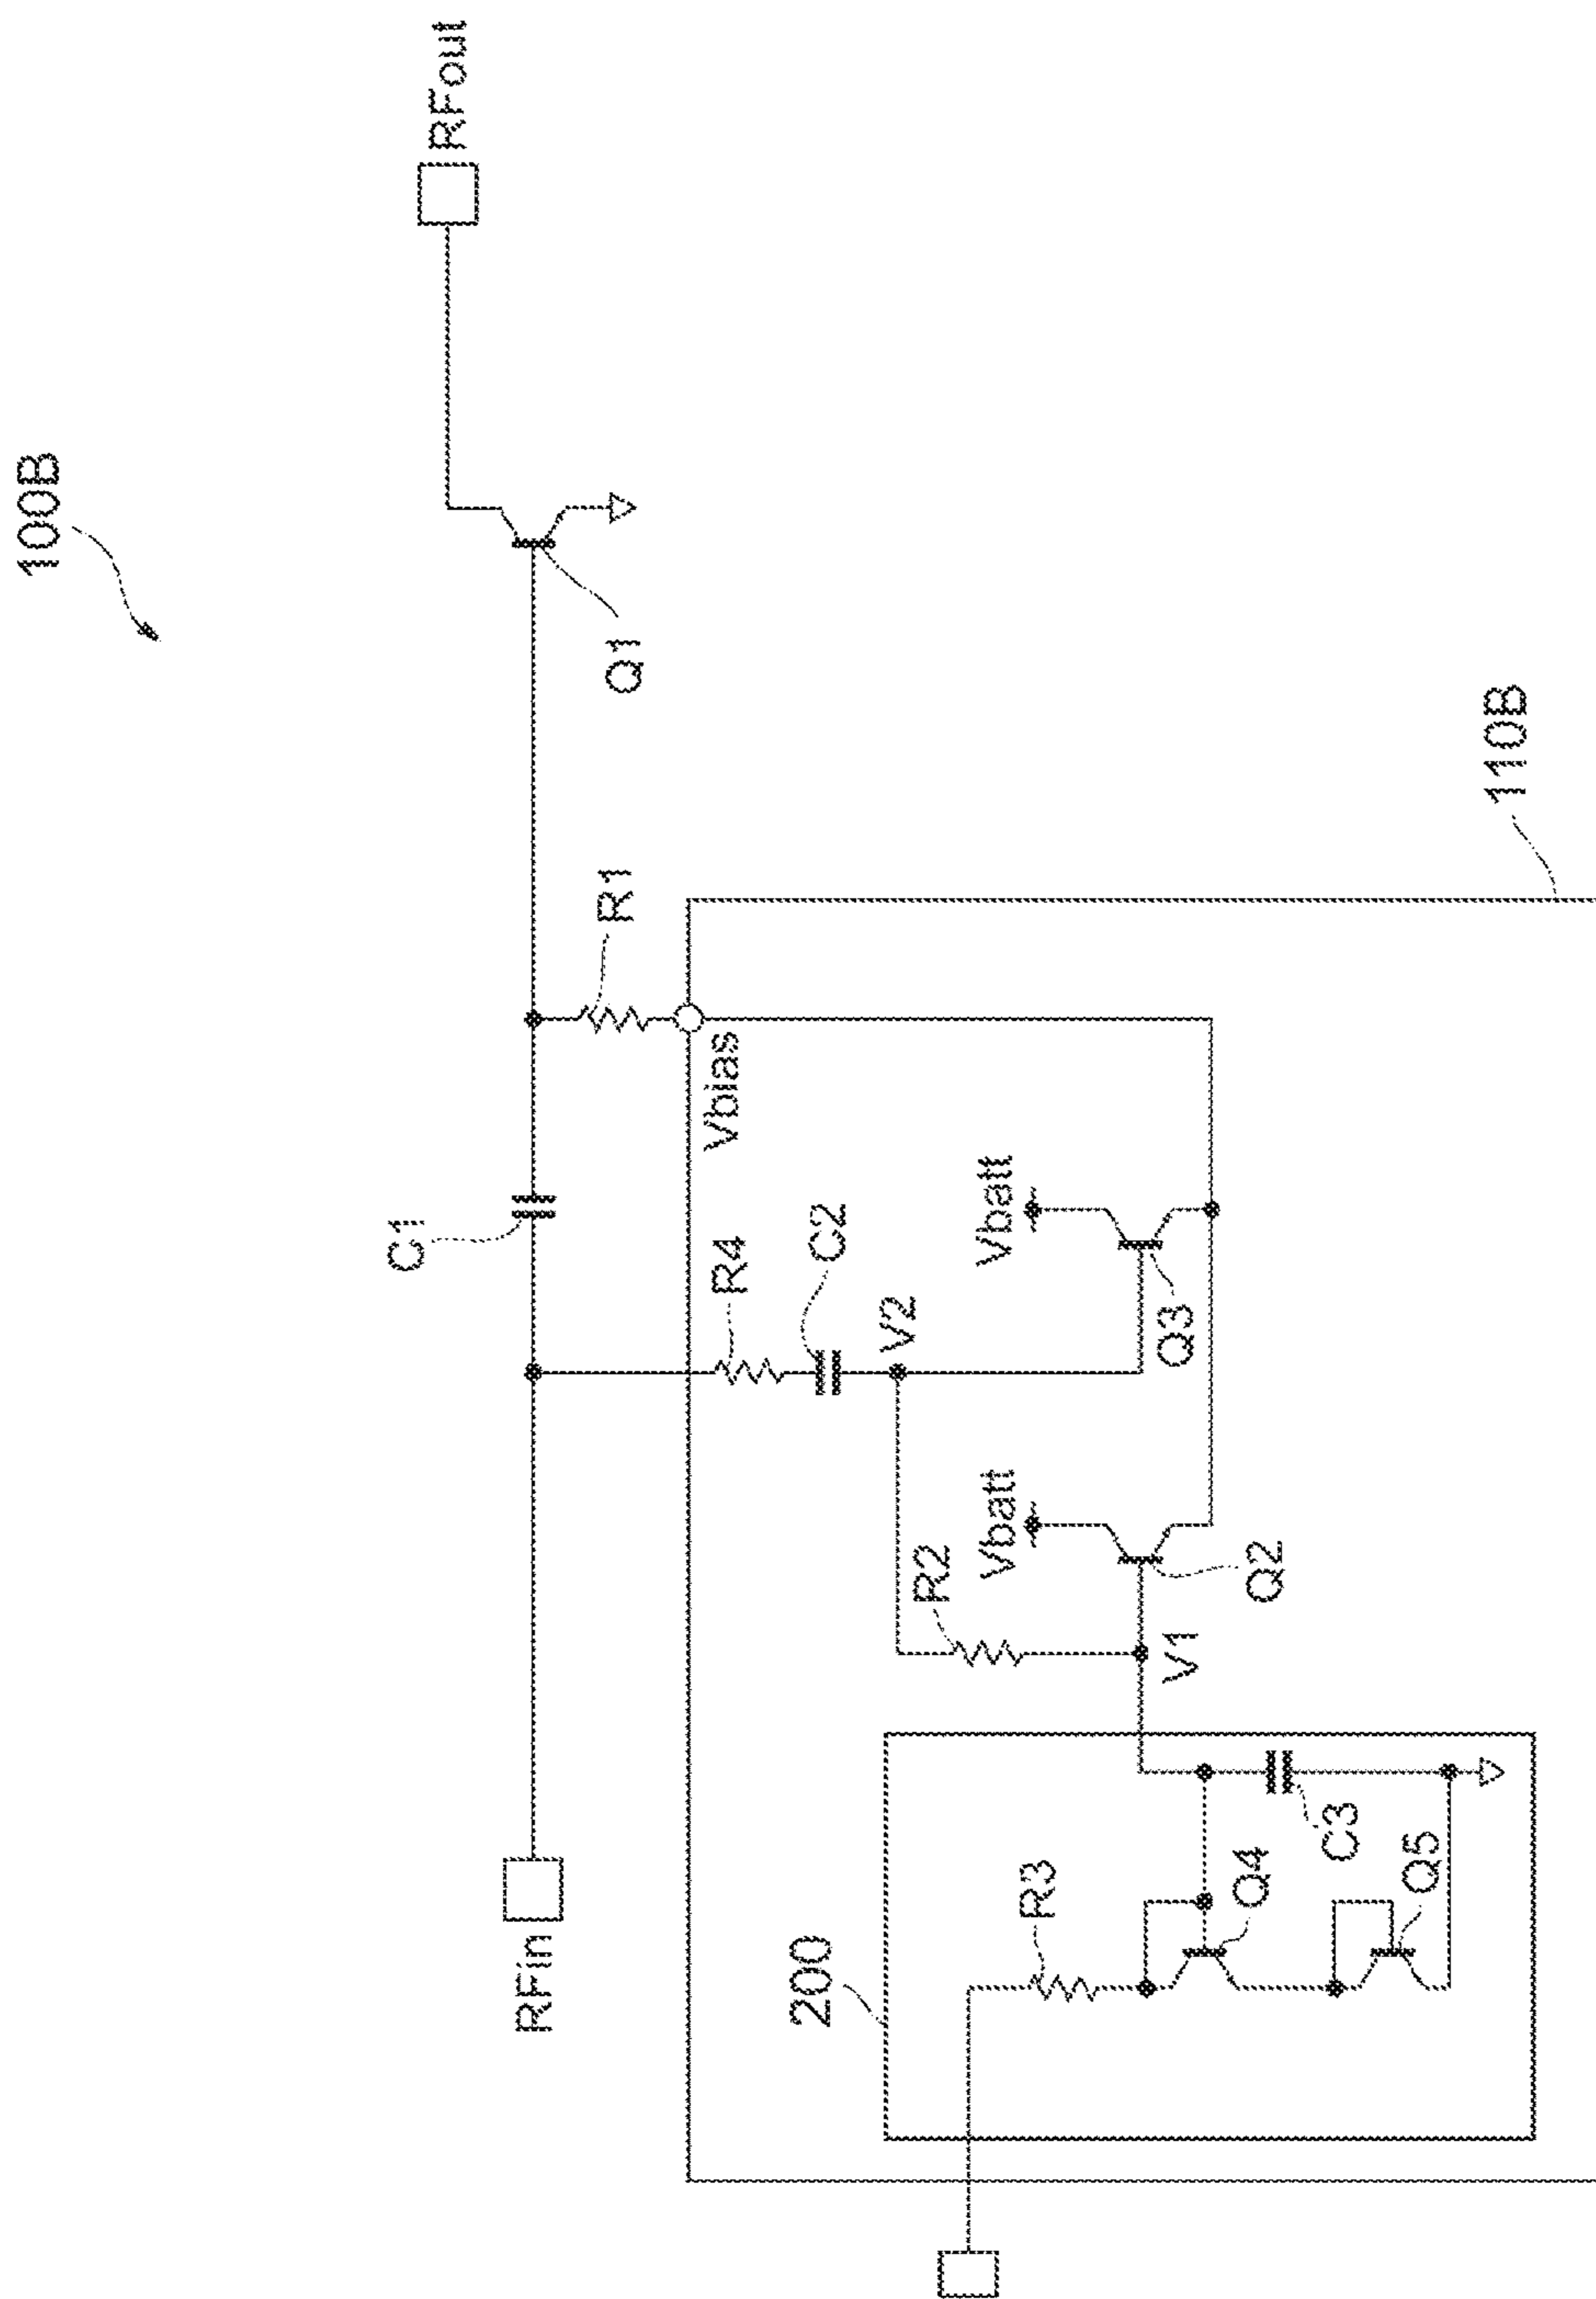 100B
RFin
C1
RFout
Q1
R1
Vbias
R4
C2
V2
Vbatt
Q3
R2
Vbatt
Q2
V1
200
R3
Q4
C3
Q5
110B